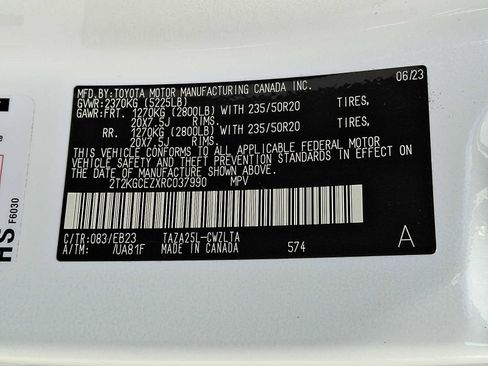 MFD.BY:TOYOTA MOTOR MANUFACTURING CANADA INC. 06/23
GVWR:2370KG (5225LB)
GAWR:FRT. 1270KG (2800LB) WITH 235/50R20 TIRES,
20X7.5J RIMS.
RR. 1270KG (2800LB) WITH 235/50R20 TIRES,
20X7.5J RIMS.
THIS VEHICLE CONFORMS TO ALL APPLICABLE FEDERAL MOTOR
VEHICLE SAFETY AND THEFT PREVENTION STANDARDS IN EFFECT ON
THE DATE OF MANUFACTURE SHOWN ABOVE.
2T2KGCEZXRC037990 MPV
C/TR:083/EB23 TAZA25L-CWZLTA
A/TM: /UA81F MADE IN CANADA 574 A
F6030